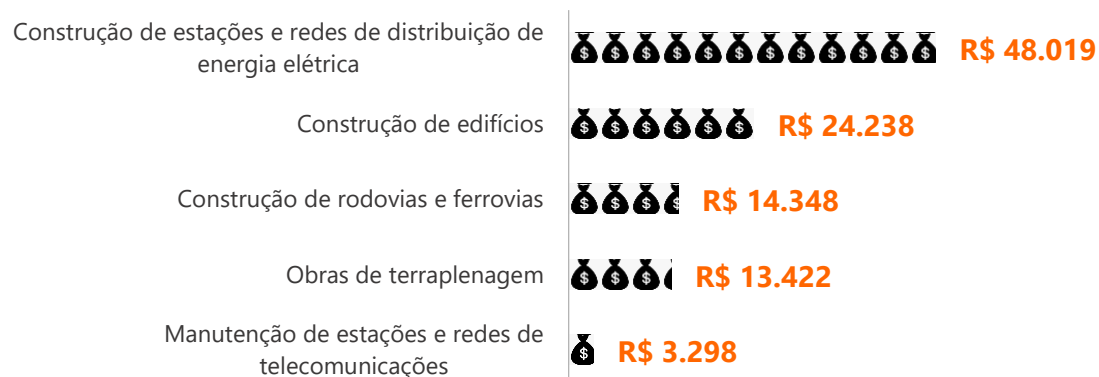 Construção de estações e redes de distribuição de
energia elétrica
R$ 48.019
Construção de edifícios
R$ 24.238
Construção de rodovias e ferrovias
R$ 14.348
Obras de terraplenagem
R$ 13.422
Manutenção de estações e redes de
telecomunicações
R$ 3.298